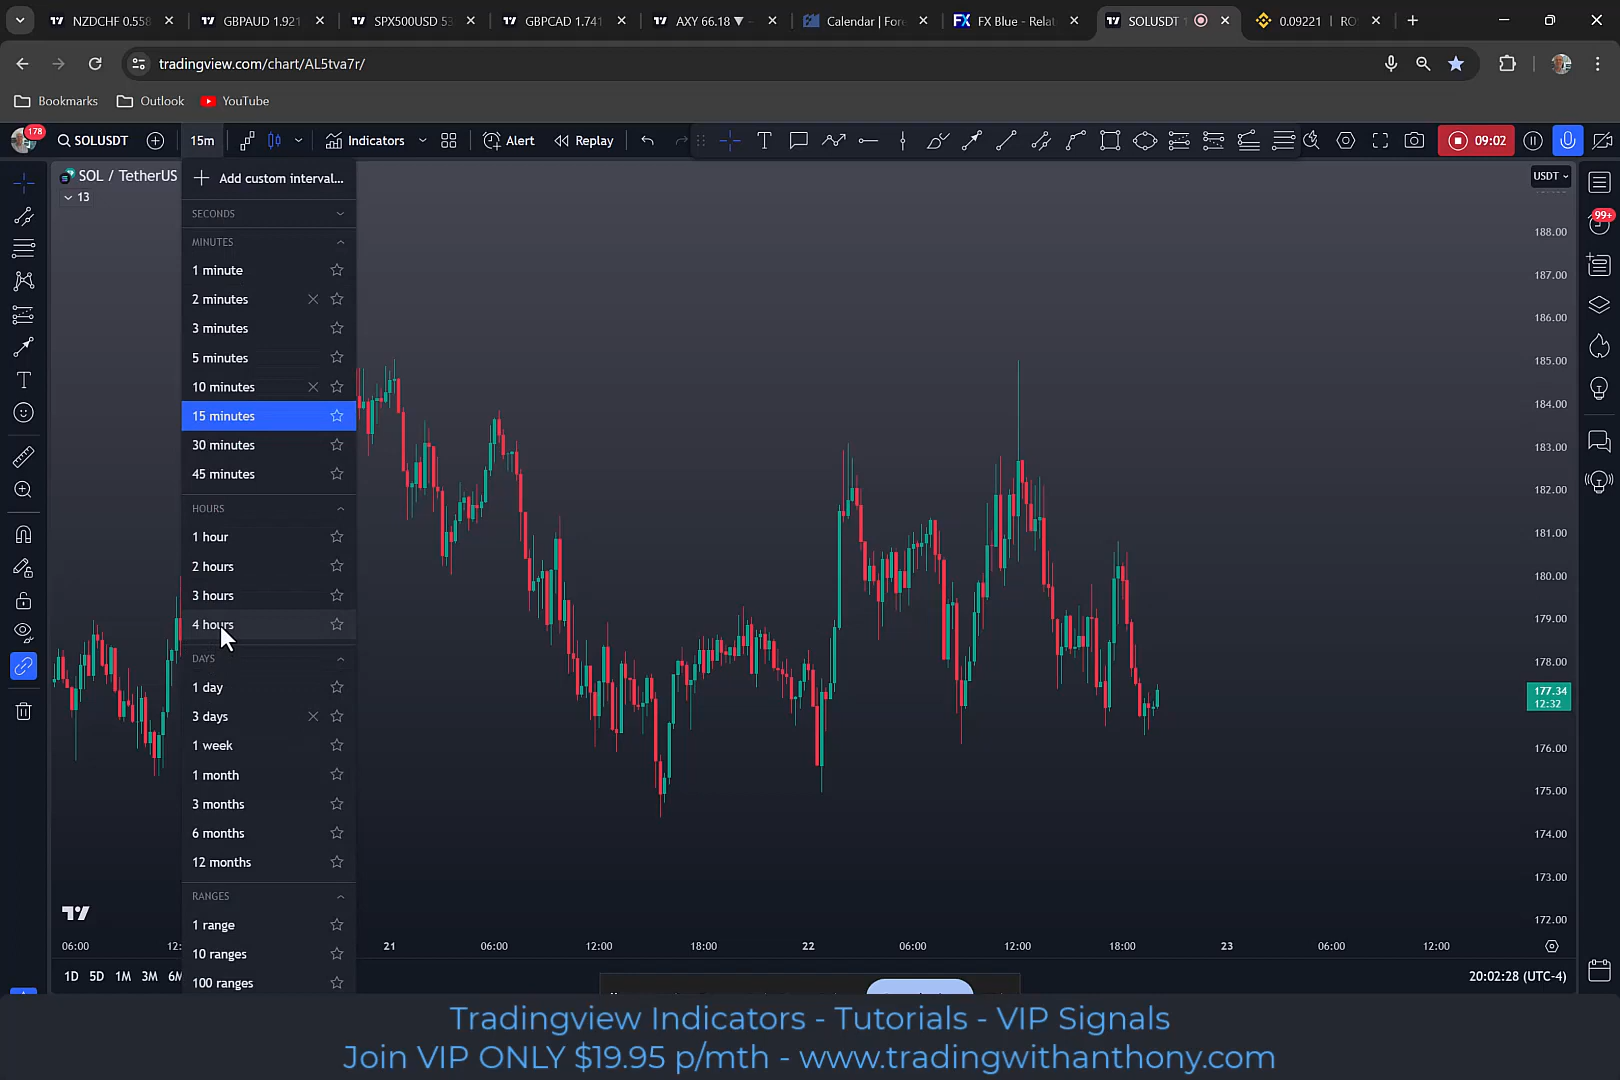 NZDCHF 0.558
GBPAUD 1.921
SPX500USD 53
GBPCAD 1.741
AXY 66.18 ▼
Calendar | Fore
FX Blue - Relat
SOLUSDT 1
0.09221 | RO
tradingview.com/chart/AL5tva7r/
Bookmarks
Outlook
YouTube
178
SOLUSDT
15m
Indicators
Alert
Replay
09:02
SOL / TetherUS
13
USDT
99+
Add custom interval...
SECONDS
MINUTES
1 minute
2 minutes
3 minutes
5 minutes
10 minutes
15 minutes
30 minutes
45 minutes
HOURS
1 hour
2 hours
3 hours
4 hours
DAYS
1 day
3 days
1 week
1 month
3 months
6 months
12 months
RANGES
1 range
10 ranges
100 ranges
188.00
187.00
186.00
185.00
184.00
183.00
182.00
181.00
180.00
179.00
178.00
177.34
12:32
176.00
175.00
174.00
173.00
172.00
06:00
12:
21
06:00
12:00
18:00
22
06:00
12:00
18:00
23
06:00
12:00
1D 5D 1M 3M 6M
20:02:28 (UTC-4)
Tradingview Indicators - Tutorials - VIP Signals
Join VIP ONLY $19.95 p/mth - www.tradingwithanthony.com